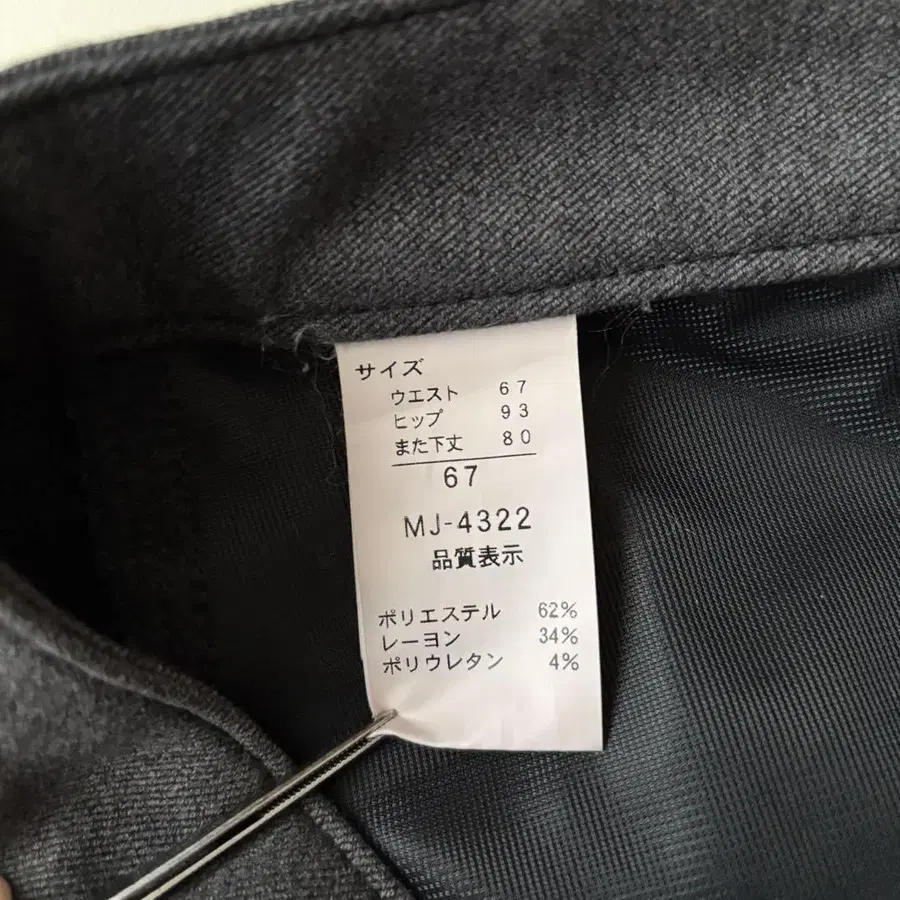 サイズ
ウエスト 67
ヒップ 93
また下丈 80
67
MJ-4322
品質表示
ポリエステル 62%
レーヨン 34%
ポリウレタン 4%